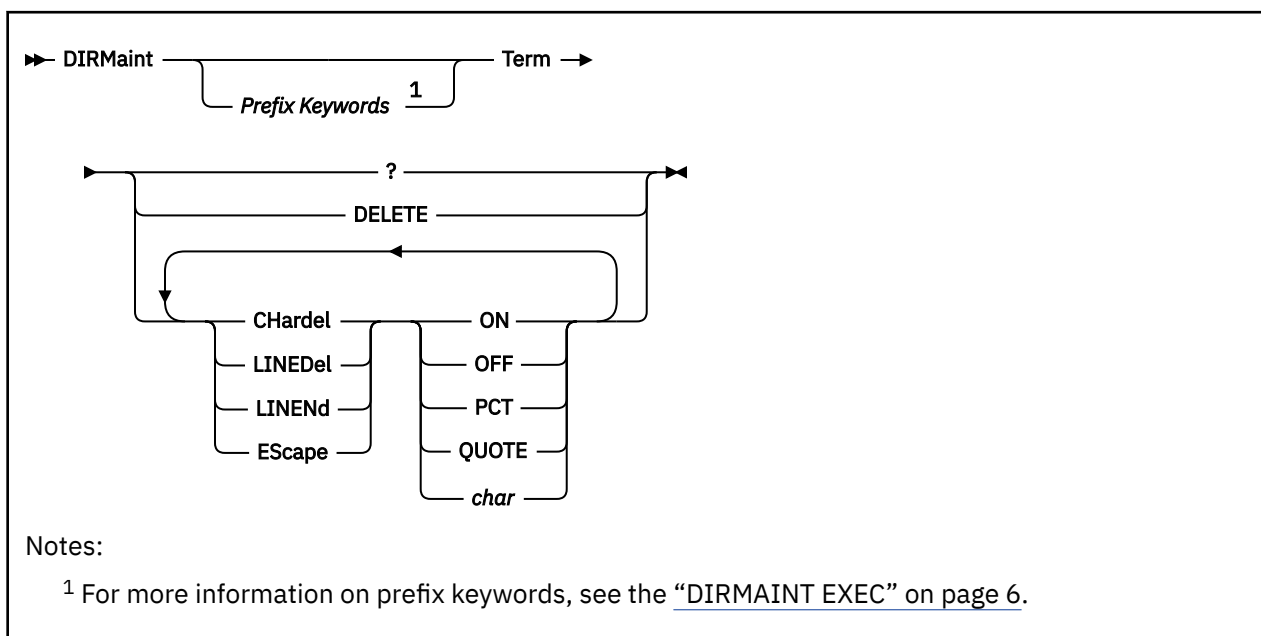 DIRMaint Term
Prefix Keywords 1
?
DELETE
CHardel ON
LINEDel OFF
LINENd PCT
EScape QUOTE
char
Notes:
1 For more information on prefix keywords, see the “DIRMAINT EXEC” on page 6.